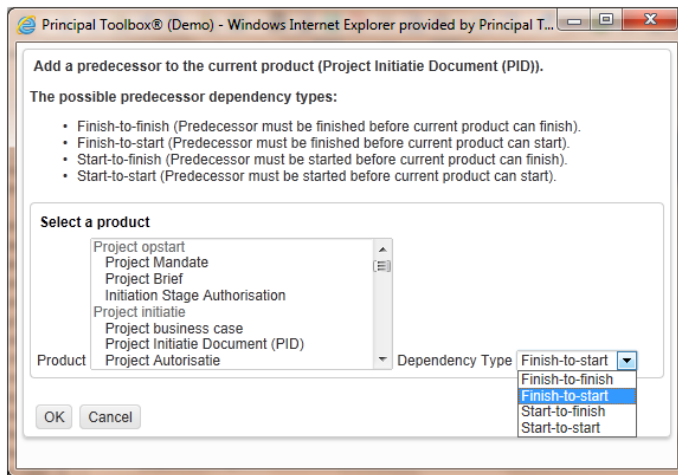 Principal Toolbox® (Demo) - Windows Internet Explorer provided by Principal T...
Add a predecessor to the current product (Project Initiatie Document (PID)).
The possible predecessor dependency types:
• Finish-to-finish (Predecessor must be finished before current product can finish).
• Finish-to-start (Predecessor must be finished before current product can start).
• Start-to-finish (Predecessor must be started before current product can finish).
• Start-to-start (Predecessor must be started before current product can start).
Select a product
Project opstart
Project Mandate
Project Brief
Initiation Stage Authorisation
Project initiatie
Project business case
Project Initiatie Document (PID)
Product Project Autorisatie Dependency Type Finish-to-start
Finish-to-finish
Finish-to-start
Start-to-finish
Start-to-start
OK Cancel